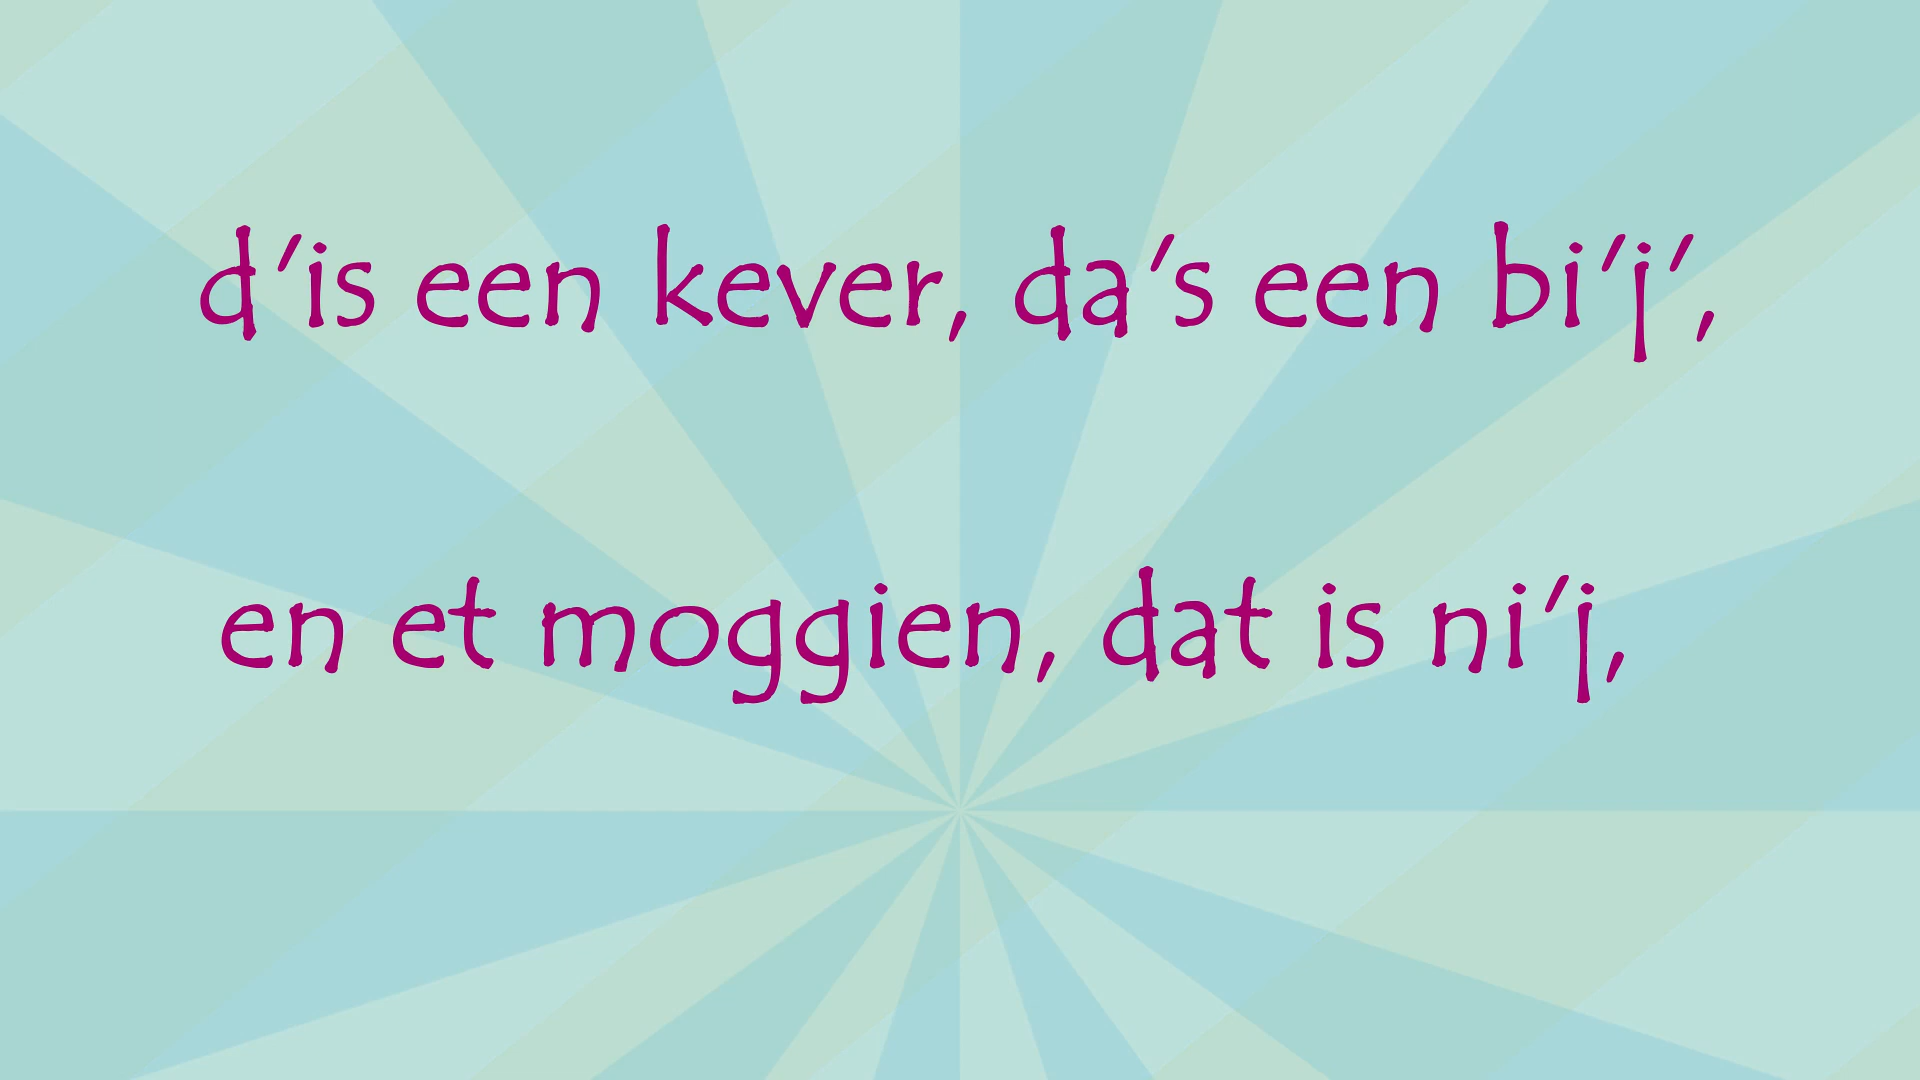 d'is een kever, da's een bi'j',
en et moggien, dat is ni'j,